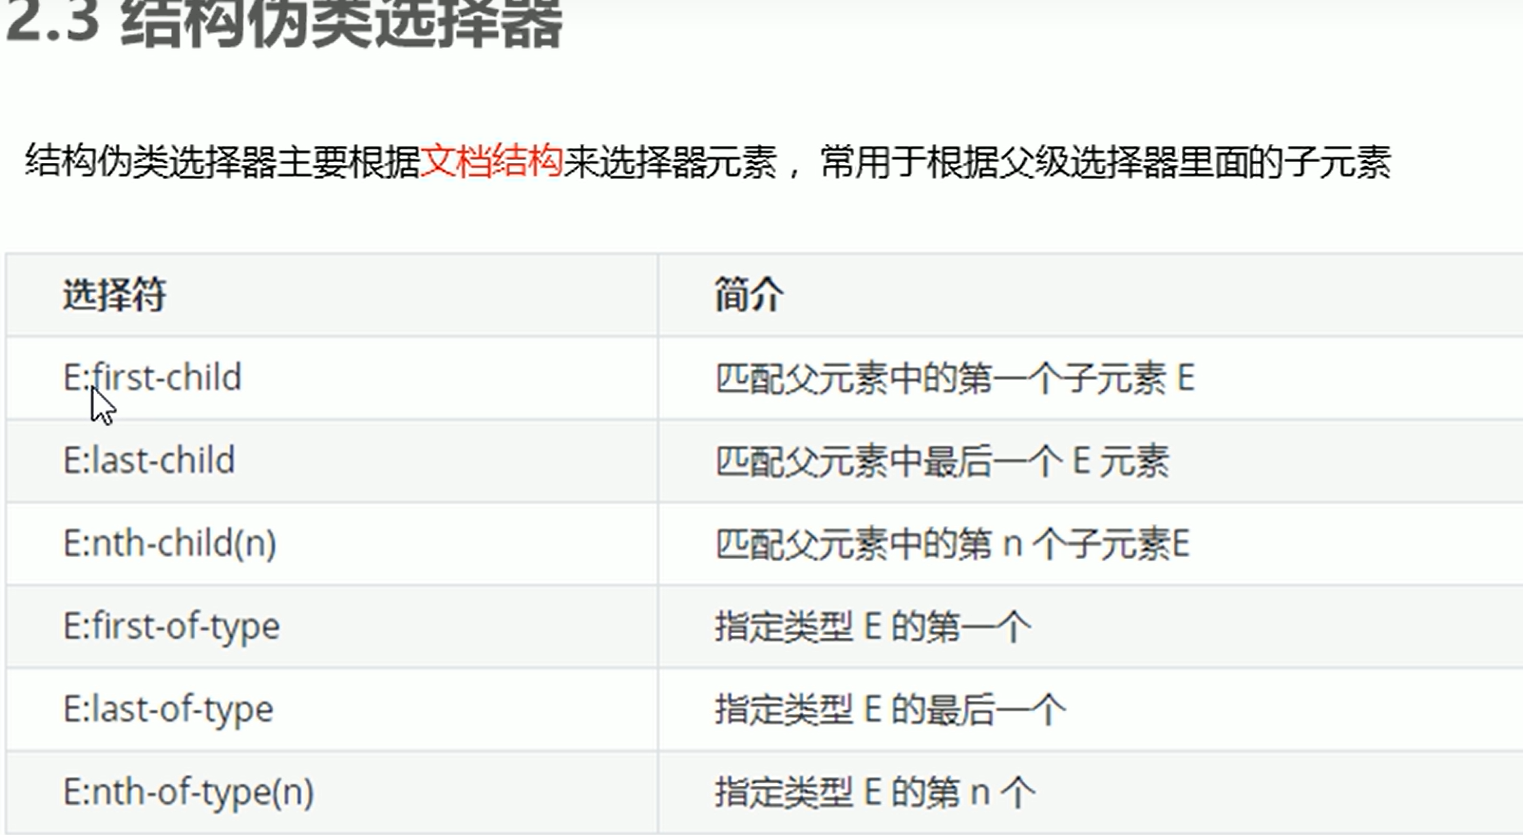 2.3 结构伪类选择器
结构伪类选择器主要根据文档结构来选择器元素，常用于根据父级选择器里面的子元素
选择符 简介
E:first-child 匹配父元素中的第一个子元素 E
E:last-child 匹配父元素中最后一个 E 元素
E:nth-child(n) 匹配父元素中的第 n 个子元素E
E:first-of-type 指定类型 E 的第一个
E:last-of-type 指定类型 E 的最后一个
E:nth-of-type(n) 指定类型 E 的第 n 个